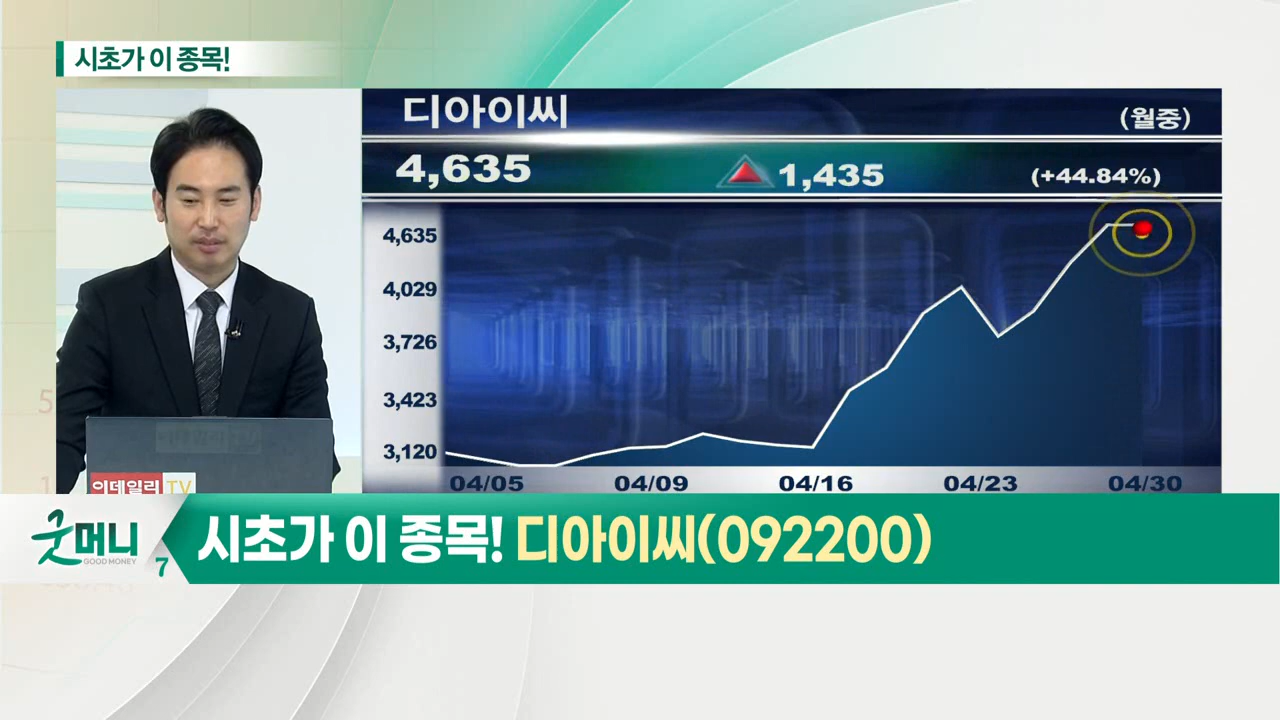 시초가 이 종목!
디아이씨
(월중)
4,635
1,435
(+44.84%)
4,635
4,029
3,726
3,423
3,120
04/05
04/09
04/16
04/23
04/30
이데일리TV
굿머니
GOOD MONEY
7
시초가 이 종목! 디아이씨(092200)